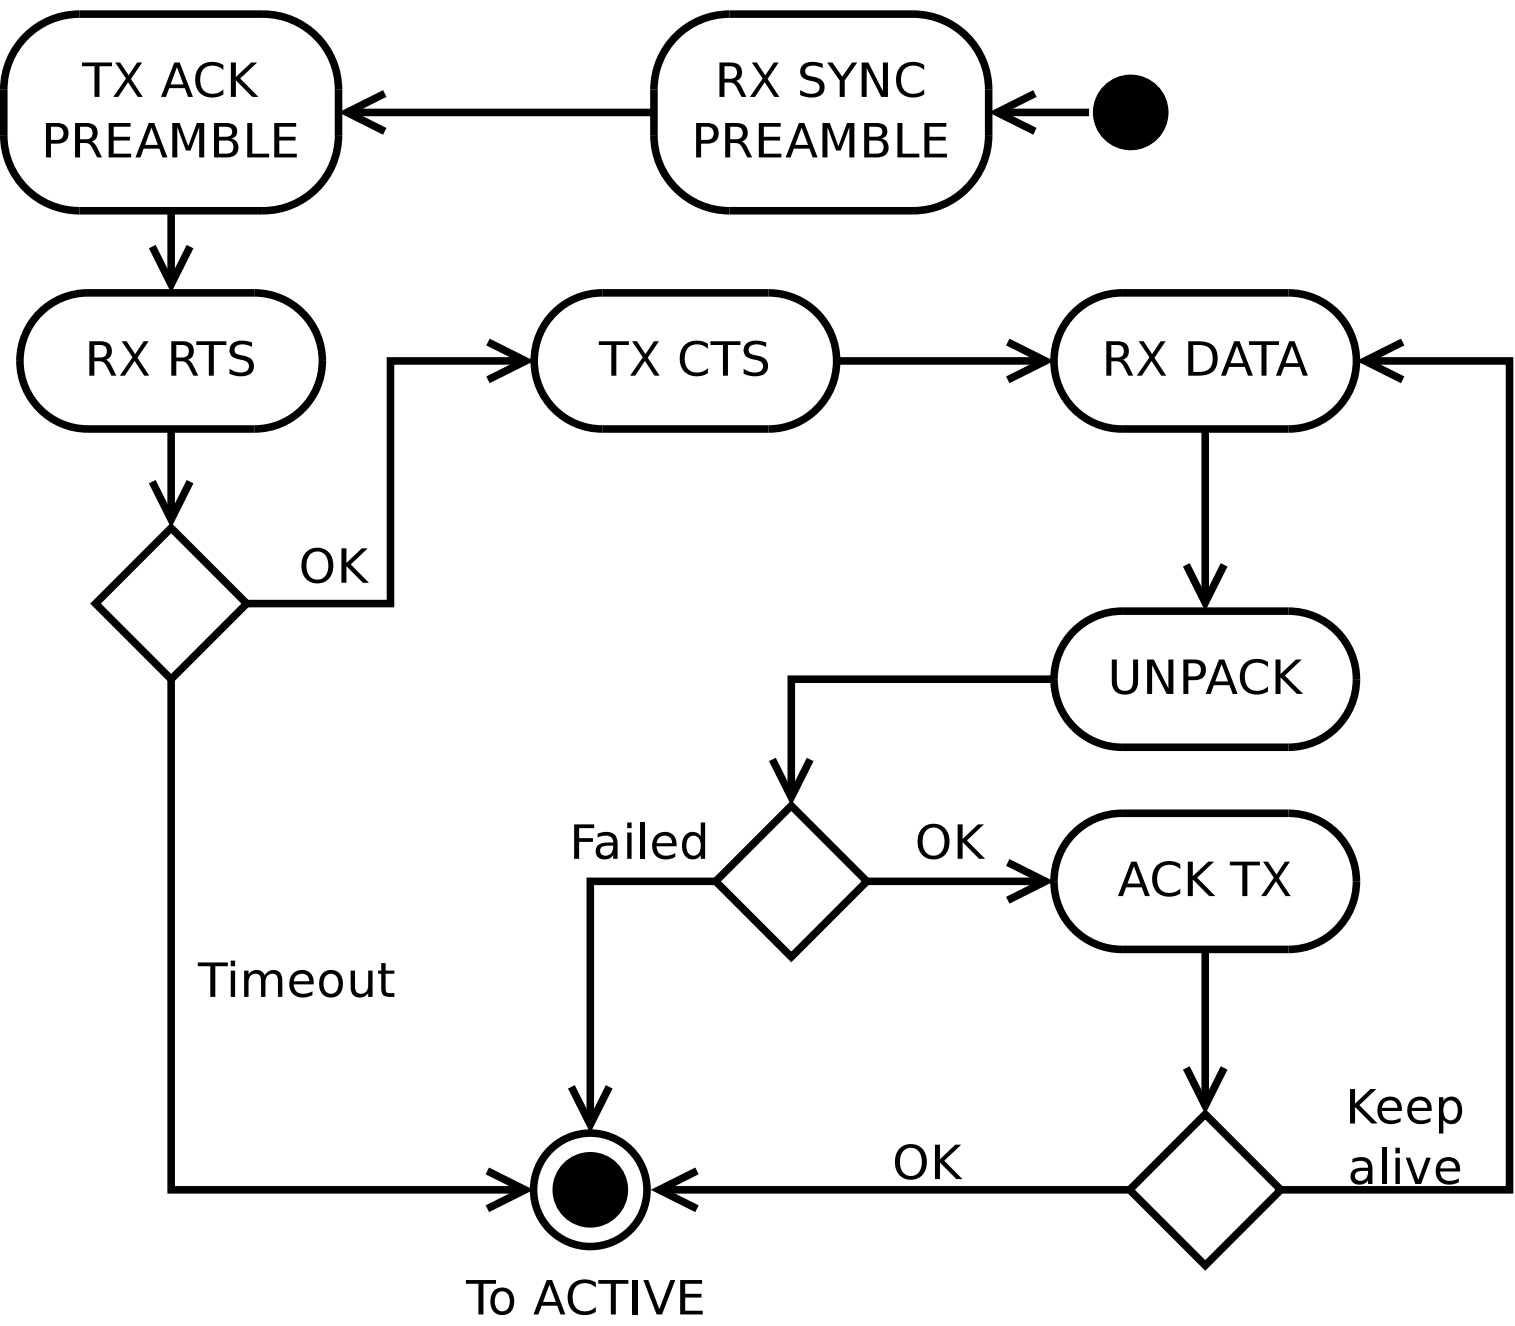 TX ACK
PREAMBLE
RX SYNC
PREAMBLE
RX RTS
TX CTS
RX DATA
OK
UNPACK
Failed
OK
ACK TX
Timeout
Keep
alive
OK
To ACTIVE